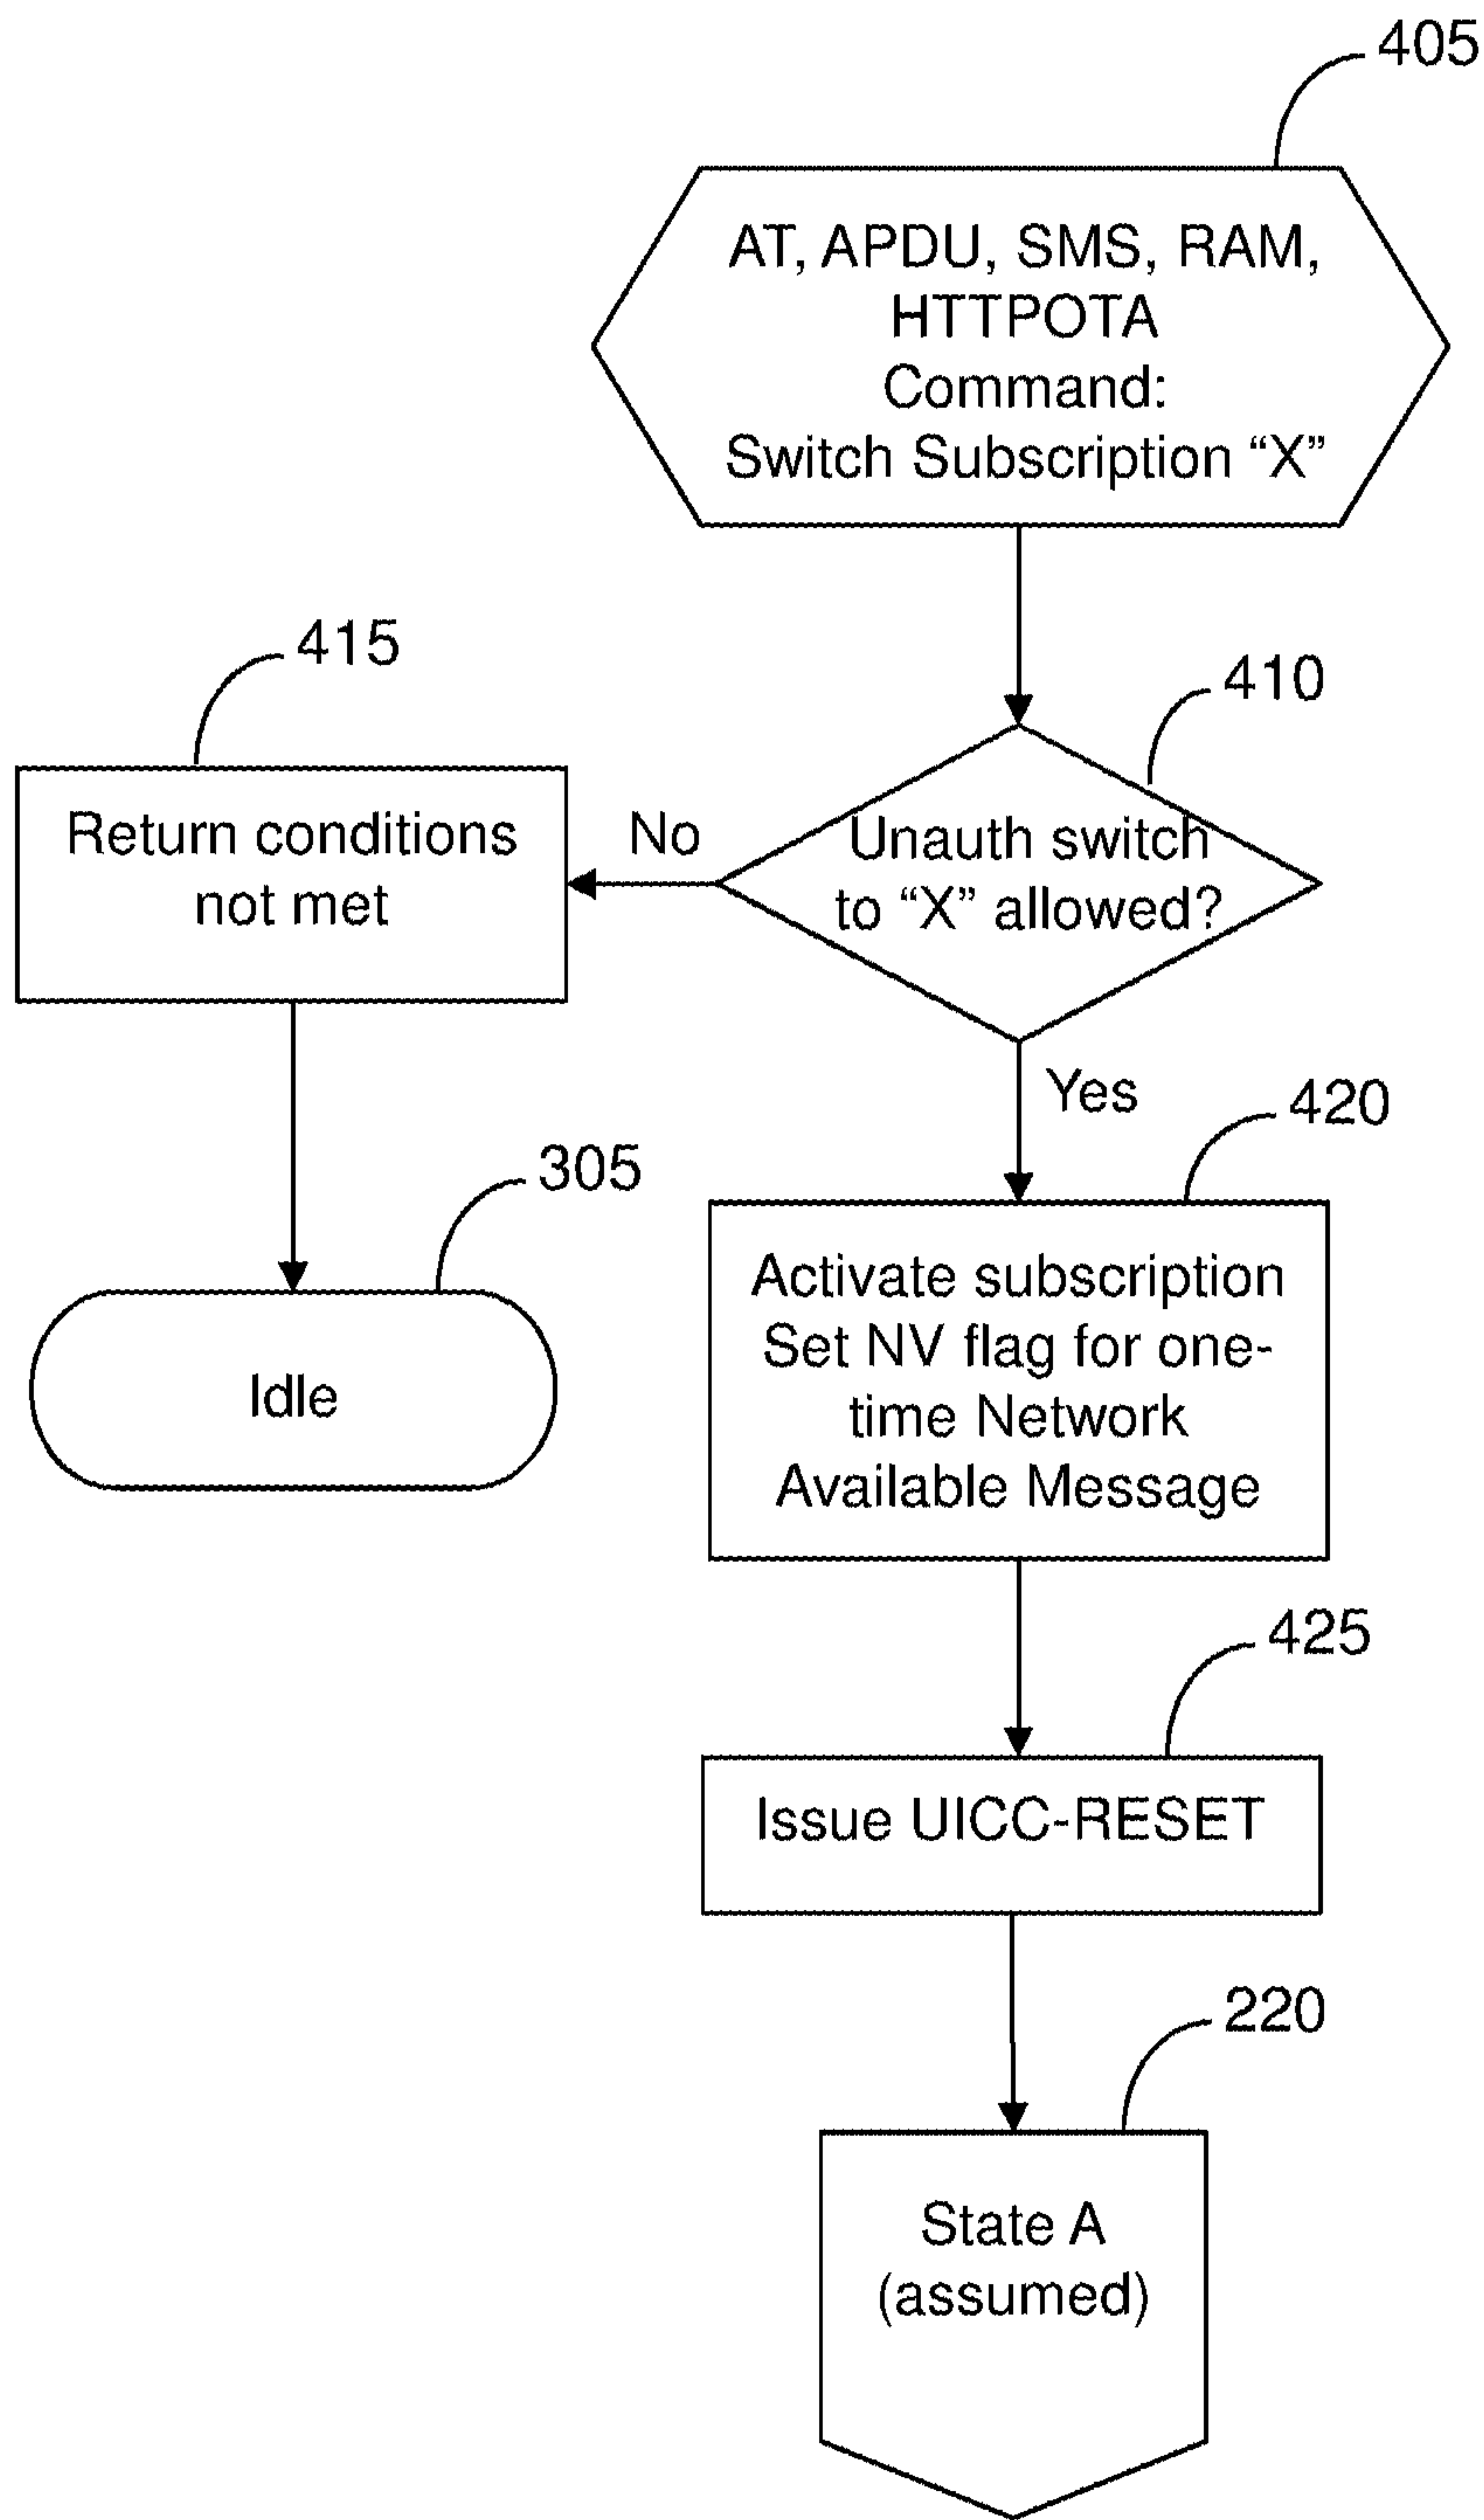 405
AT, APDU, SMS, RAM,
HTTPOTA
Command:
Switch Subscription “X”
410
Unauth switch
to “X” allowed?
No
415
Return conditions
not met
305
Idle
Yes
420
Activate subscription
Set NV flag for one-
time Network
Available Message
425
Issue UICC-RESET
220
State A
(assumed)